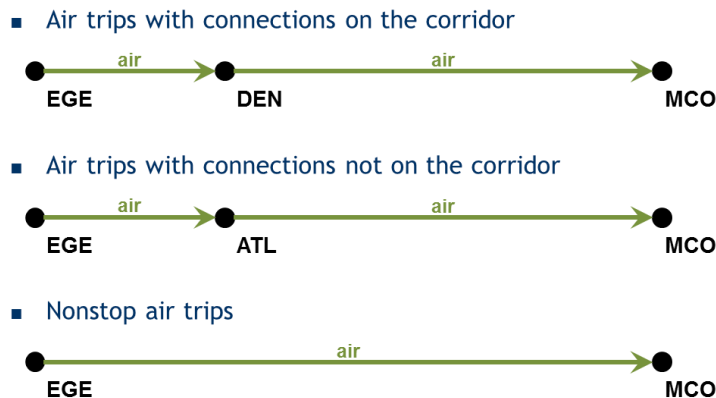 Air trips with connections on the corridor
air air
EGE DEN MCO
Air trips with connections not on the corridor
air air
EGE ATL MCO
Nonstop air trips
air
EGE MCO